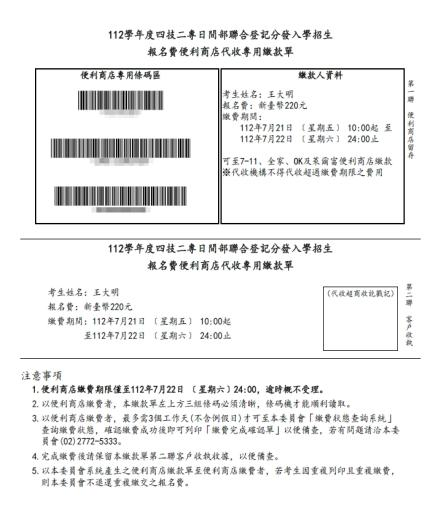 112學年度四技二專日間部聯合登記分發入學招生
報名費便利商店代收專用繳款單
便利商店專用條碼區
繳款人資料
考生姓名：王大明
報名費：新臺幣220元
繳費期間：
112年7月21日 〔星期五〕 10:00起 至
112年7月22日 〔星期六〕 24:00止
可至7-11、全家、OK及萊爾富便利商店繳款
※代收機構不得代收超過繳費期限之費用
第一聯 便利商店留存
112學年度四技二專日間部聯合登記分發入學招生
報名費便利商店代收專用繳款單
考生姓名：王大明
報名費：新臺幣220元
繳費期間：112年7月21日 〔星期五〕 10:00起
至112年7月22日 〔星期六〕 24:00止
(代收超商收訖戳記)
第二聯 客戶收執
注意事項
1.便利商店繳費期限僅至112年7月22日 〔星期六〕24:00，逾時概不受理。
2.以便利商店繳費者，本繳款單左上方三組條碼必須清晰，條碼機才能順利讀取。
3.以便利商店繳費者，最多需3個工作天(不含例假日)才可至本委員會「繳費狀態查詢系統」
查詢繳費狀態，確認繳費成功後即可列印「繳費完成確認單」以便備查，若有問題請洽本委
員會(02)2772-5333。
4.完成繳費後請保留本繳款單第二聯客戶收執收據，以便備查。
5.以本委員會系統產生之便利商店繳款單至便利商店繳費者，若考生因重複列印且重複繳費，
則本委員會不退還重複繳交之報名費。